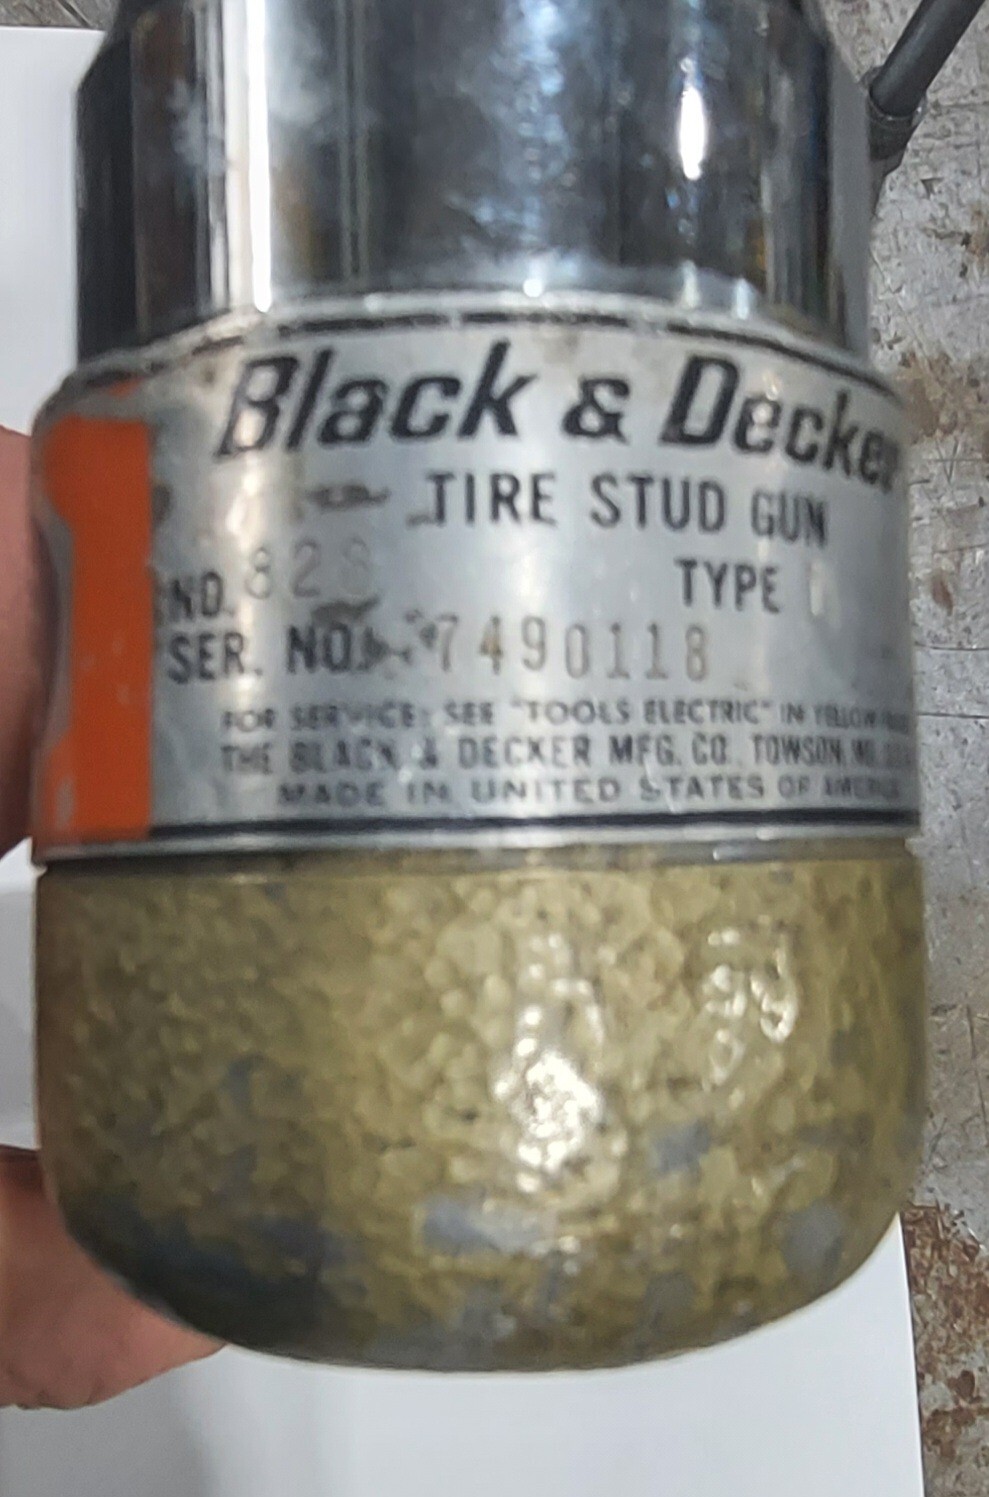 Black & Decker
TIRE STUD GUN
NO. 828 TYPE
SER. NO. 7490118
FOR SERVICE SEE "TOOLS ELECTRIC" IN YELLOW
THE BLACK & DECKER MFG. CO. TOWSON, MD.
MADE IN UNITED STATES OF AMERICA